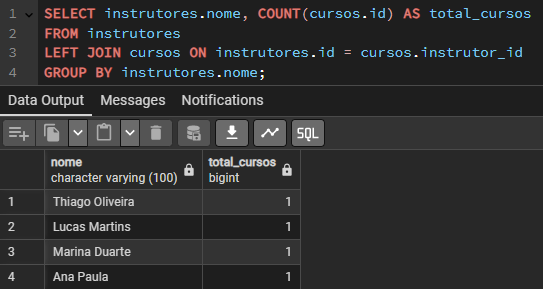 1 SELECT instrutores.nome, COUNT(cursos.id) AS total_cursos
2 FROM instrutores
3 LEFT JOIN cursos ON instrutores.id = cursos.instrutor_id
4 GROUP BY instrutores.nome;
Data Output Messages Notifications
SQL
nome total_cursos
character varying (100) bigint
1 Thiago Oliveira 1
2 Lucas Martins 1
3 Marina Duarte 1
4 Ana Paula 1